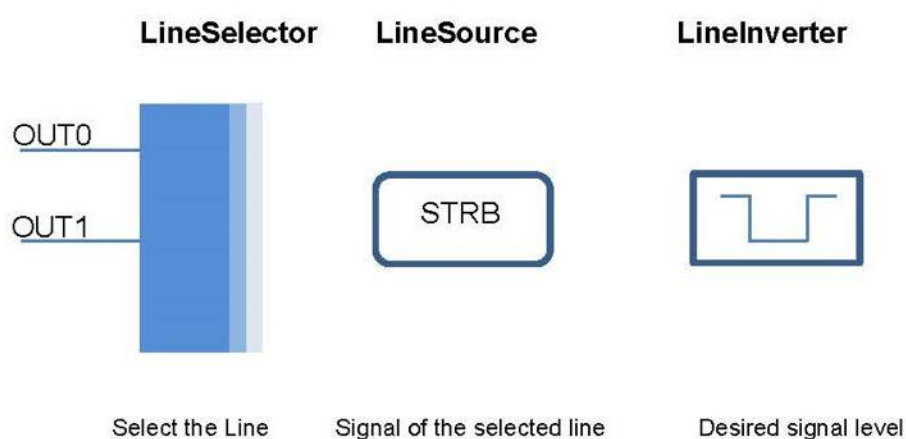 LineSelector LineSource LineInverter
OUT0
OUT1
STRB
Select the Line Signal of the selected line Desired signal level